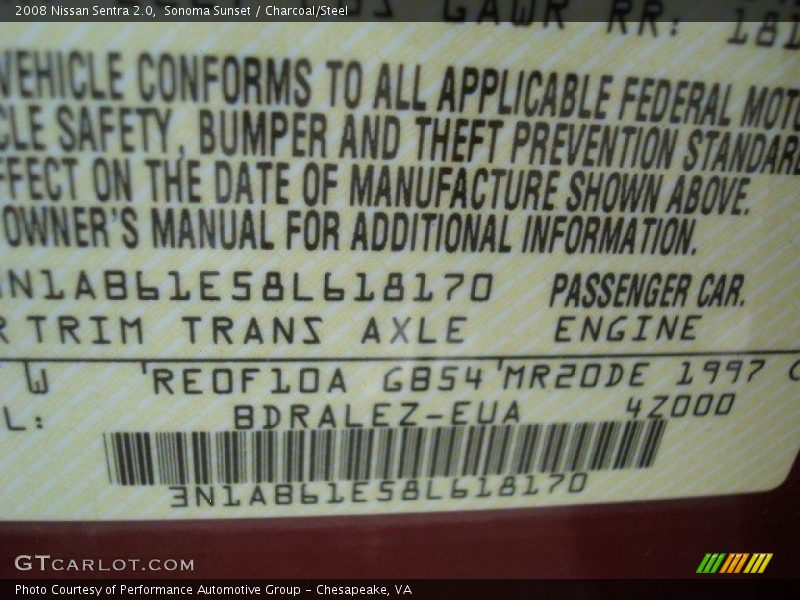 2008 Nissan Sentra 2.0, Sonoma Sunset / Charcoal/Steel
GAWR RR: 181
VEHICLE CONFORMS TO ALL APPLICABLE FEDERAL MOTO
CLE SAFETY, BUMPER AND THEFT PREVENTION STANDARD
FFECT ON THE DATE OF MANUFACTURE SHOWN ABOVE.
OWNER'S MANUAL FOR ADDITIONAL INFORMATION.
3N1AB61E58L618170 PASSENGER CAR.
R TRIM TRANS AXLE ENGINE
W RE0F10A GB54 MR20DE 1997 C
L: BDRALEZ-EUA 4Z000
3N1AB61E58L618170
GTCARLOT.COM
Photo Courtesy of Performance Automotive Group - Chesapeake, VA